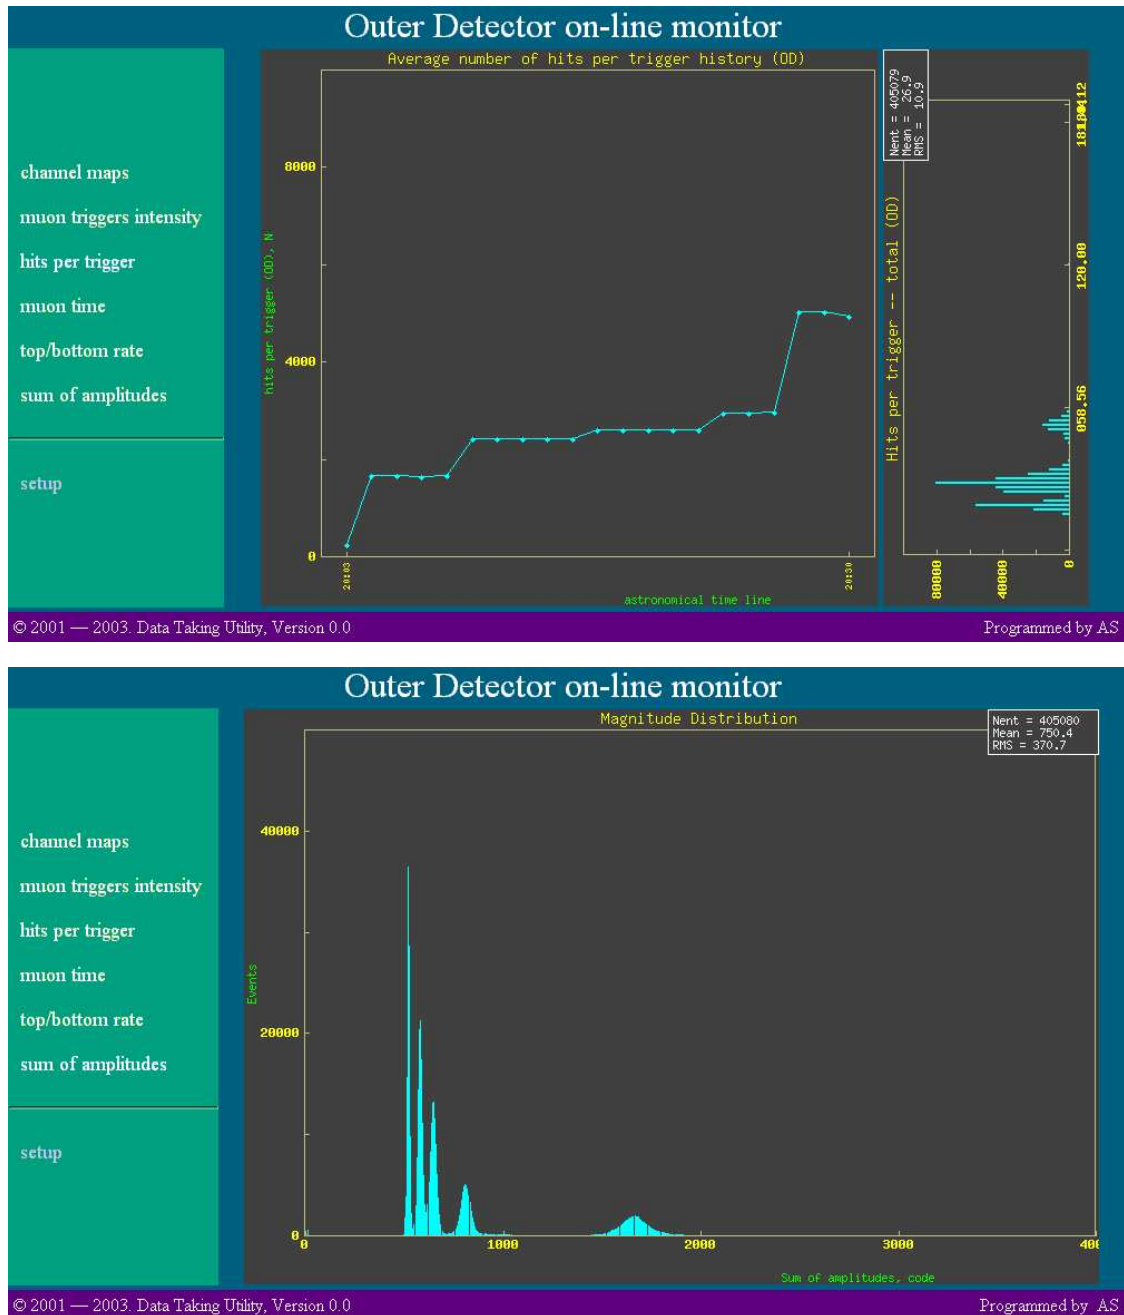 Outer Detector on-line monitor
channel maps
muon triggers intensity
hits per trigger
muon time
top/bottom rate
sum of amplitudes
setup
Average number of hits per trigger history (OD)
hits per trigger (OD), N
8000
4000
0
20:03
20:30
astronomical time line
Nent = 405079
Mean = 26.9
RMS = 10.9
Hits per trigger -- total (OD)
120.00
058.56
80000
40000
0
© 2001 — 2003. Data Taking Utility, Version 0.0
Programmed by AS
Outer Detector on-line monitor
channel maps
muon triggers intensity
hits per trigger
muon time
top/bottom rate
sum of amplitudes
setup
Magnitude Distribution
Nent = 405080
Mean = 750.4
RMS = 370.7
Events
40000
20000
0
0
1000
2000
3000
400
Sum of amplitudes, code
© 2001 — 2003. Data Taking Utility, Version 0.0
Programmed by AS